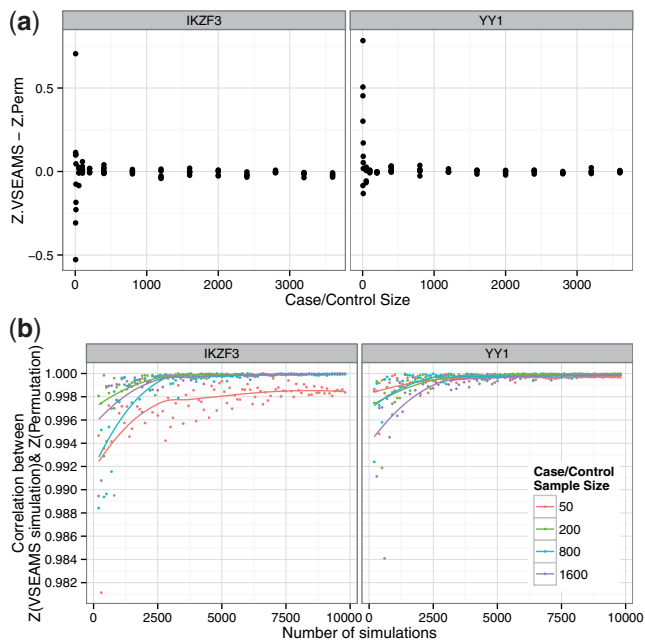 (a)
IKZF3
YY1
Z.VSEAMS − Z.Perm
0.5
0.0
−0.5
0
1000
2000
3000
0
1000
2000
3000
Case/Control Size
(b)
IKZF3
YY1
Correlation between
Z(VSEAMS simulation)& Z(Permutation)
1.000
0.998
0.996
0.994
0.992
0.990
0.988
0.986
0.984
0.982
Case/Control
Sample Size
50
200
800
1600
0
2500
5000
7500
10000
0
2500
5000
7500
10000
Number of simulations